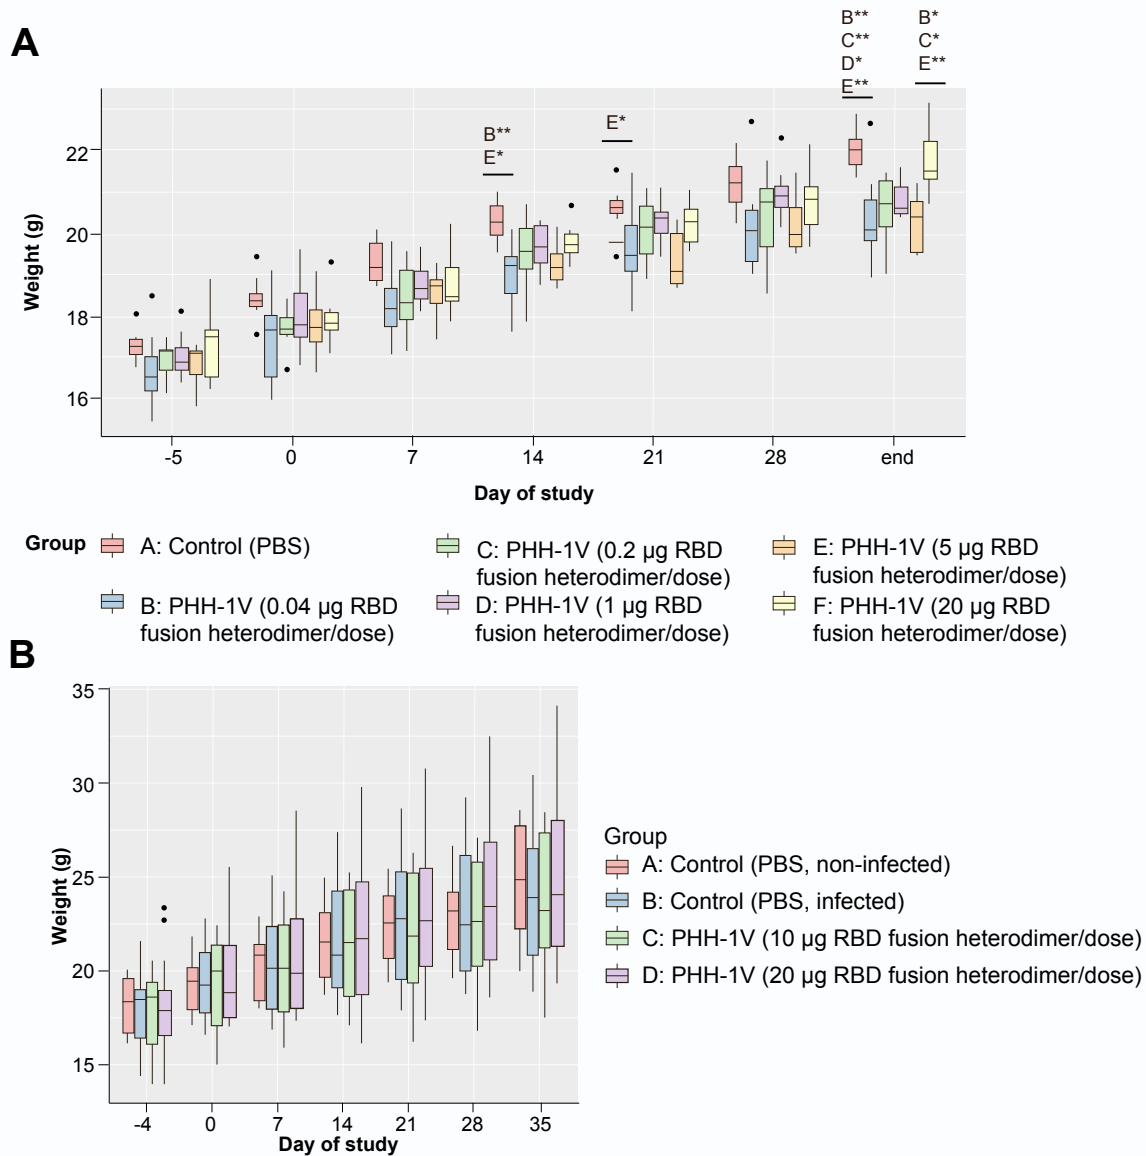 A
B** B*
C** C*
D* E**
E**
B** E*
E*
22
20
18
16
Weight (g)
-5 0 7 14 21 28 end
Day of study
Group
A: Control (PBS)
B: PHH-1V (0.04 µg RBD
fusion heterodimer/dose)
C: PHH-1V (0.2 µg RBD
fusion heterodimer/dose)
D: PHH-1V (1 µg RBD
fusion heterodimer/dose)
E: PHH-1V (5 µg RBD
fusion heterodimer/dose)
F: PHH-1V (20 µg RBD
fusion heterodimer/dose)
B
35
30
25
20
15
Weight (g)
-4 0 7 14 21 28 35
Day of study
Group
A: Control (PBS, non-infected)
B: Control (PBS, infected)
C: PHH-1V (10 µg RBD fusion heterodimer/dose)
D: PHH-1V (20 µg RBD fusion heterodimer/dose)